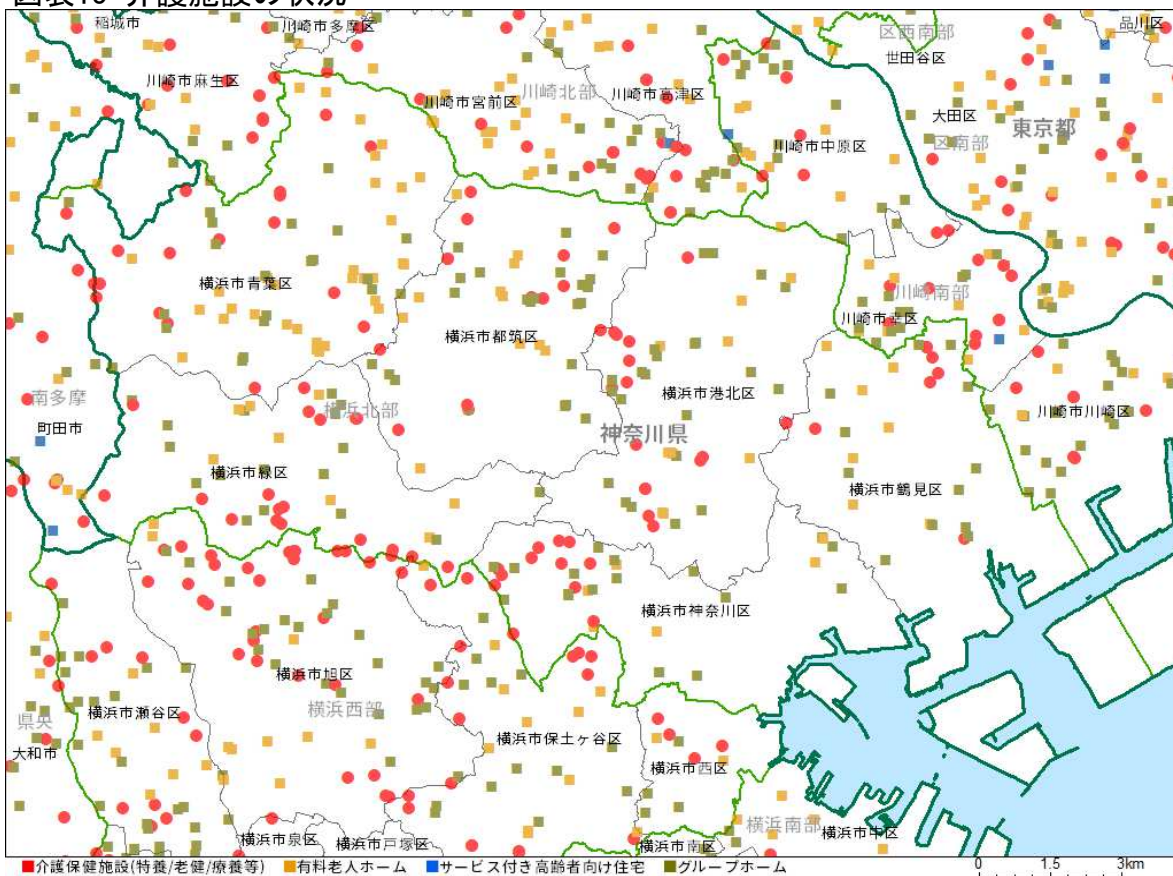 稲城市
川崎市多摩区
区西南部
品川区
世田谷区
川崎市麻生区
川崎北部
川崎市高津区
川崎市宮前区
大田区
東京都
区南部
川崎市中原区
横浜市青葉区
川崎南部
川崎市幸区
横浜市都筑区
南多摩
横浜北部
横浜市港北区
川崎市川崎区
町田市
神奈川県
横浜市緑区
横浜市鶴見区
横浜市神奈川区
横浜市旭区
横浜西部
県央
横浜市瀬谷区
大和市
横浜市保土ヶ谷区
横浜市西区
横浜南部
横浜市中区
横浜市泉区
横浜市戸塚区
横浜市南区
介護保健施設(特養/老健/療養等) 有料老人ホーム サービス付き高齢者向け住宅 グループホーム
0 1.5 3km